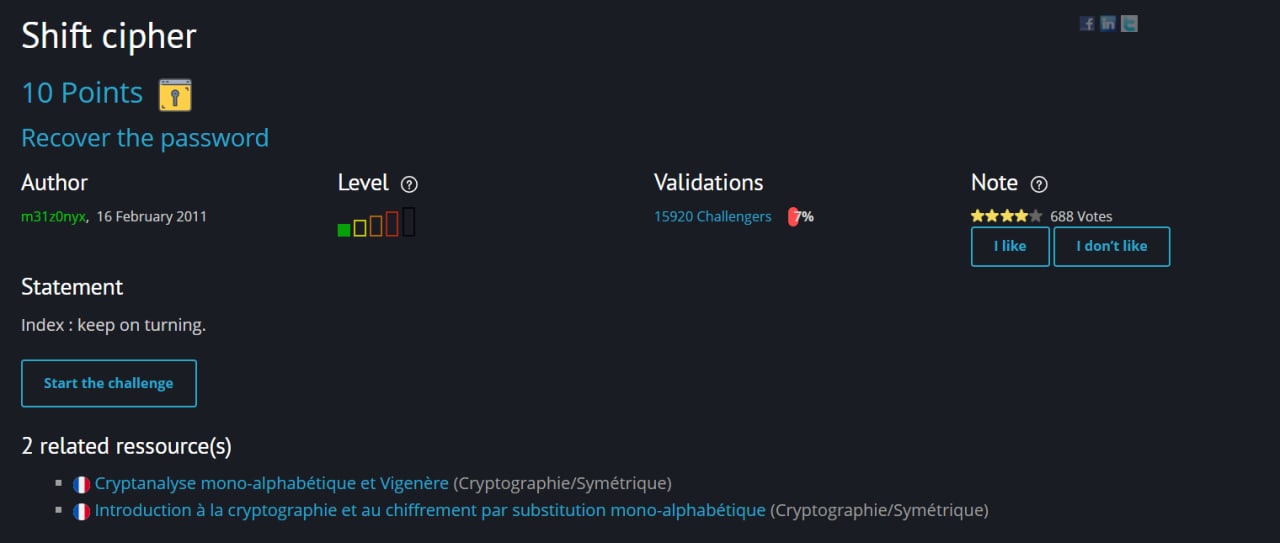 Shift cipher
10 Points
Recover the password
Author Level Validations Note
m31z0nyx, 16 February 2011 15920 Challengers 7% 688 Votes
I like I don't like
Statement
Index : keep on turning.
Start the challenge
2 related ressource(s)
Cryptanalyse mono-alphabétique et Vigenère (Cryptographie/Symétrique)
Introduction à la cryptographie et au chiffrement par substitution mono-alphabétique (Cryptographie/Symétrique)